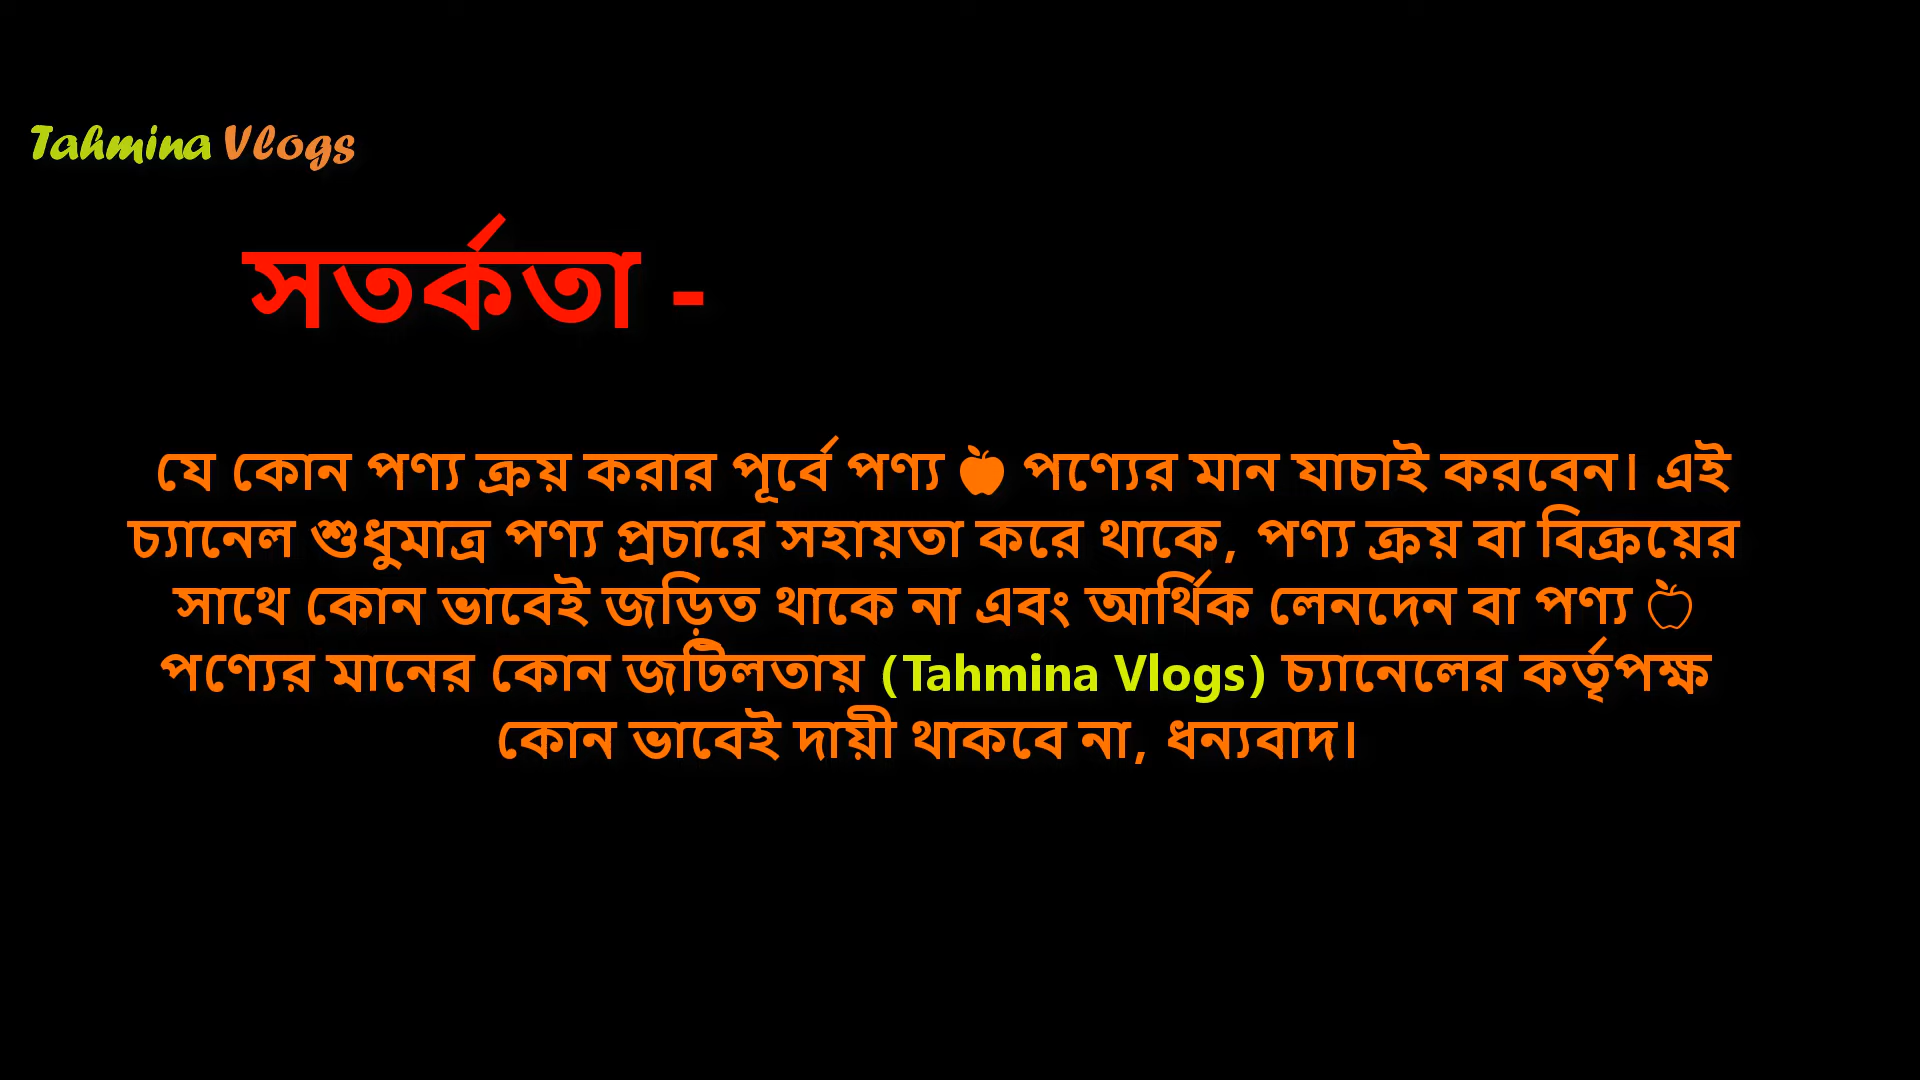 Tahmina Vlogs
সতর্কতা -
যে কোন পণ্য ক্রয় করার পূর্বে পণ্য 🍎 পণ্যের মান যাচাই করবেন। এই
চ্যানেল শুধুমাত্র পণ্য প্রচারে সহায়তা করে থাকে, পণ্য ক্রয় বা বিক্রয়ের
সাথে কোন ভাবেই জড়িত থাকে না এবং আর্থিক লেনদেন বা পণ্য 🍎
পণ্যের মানের কোন জটিলতায় (Tahmina Vlogs) চ্যানেলের কর্তৃপক্ষ
কোন ভাবেই দায়ী থাকবে না, ধন্যবাদ।